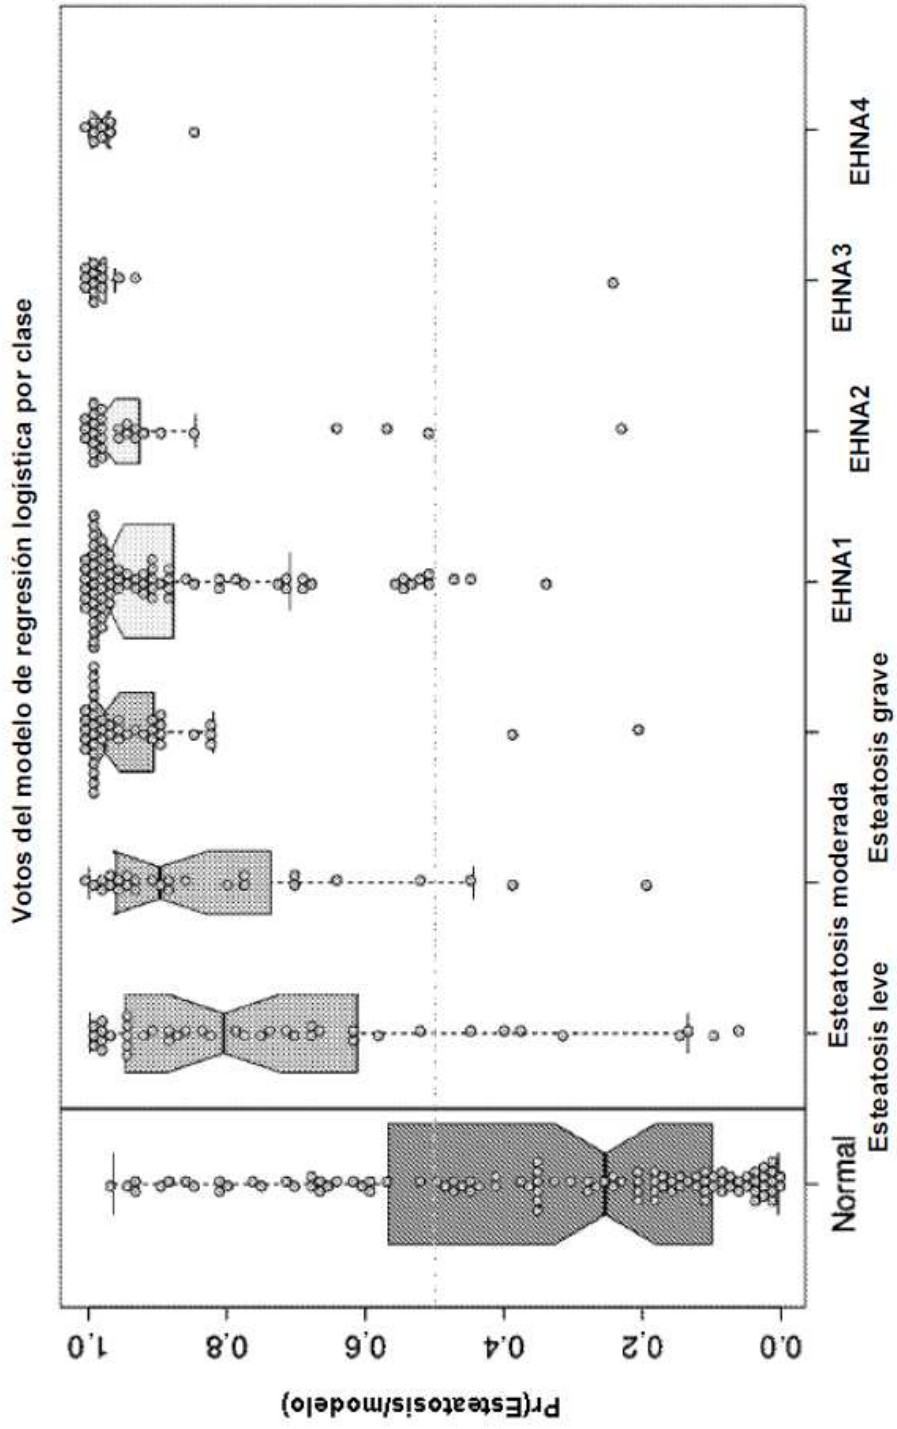 Votos del modelo de regresión logística por clase
Pr(Esteatosis/modelo)
1,0
0,8
0,6
0,4
0,2
0,0
Normal
Esteatosis leve
Esteatosis moderada
Esteatosis grave
EHNA1
EHNA2
EHNA3
EHNA4